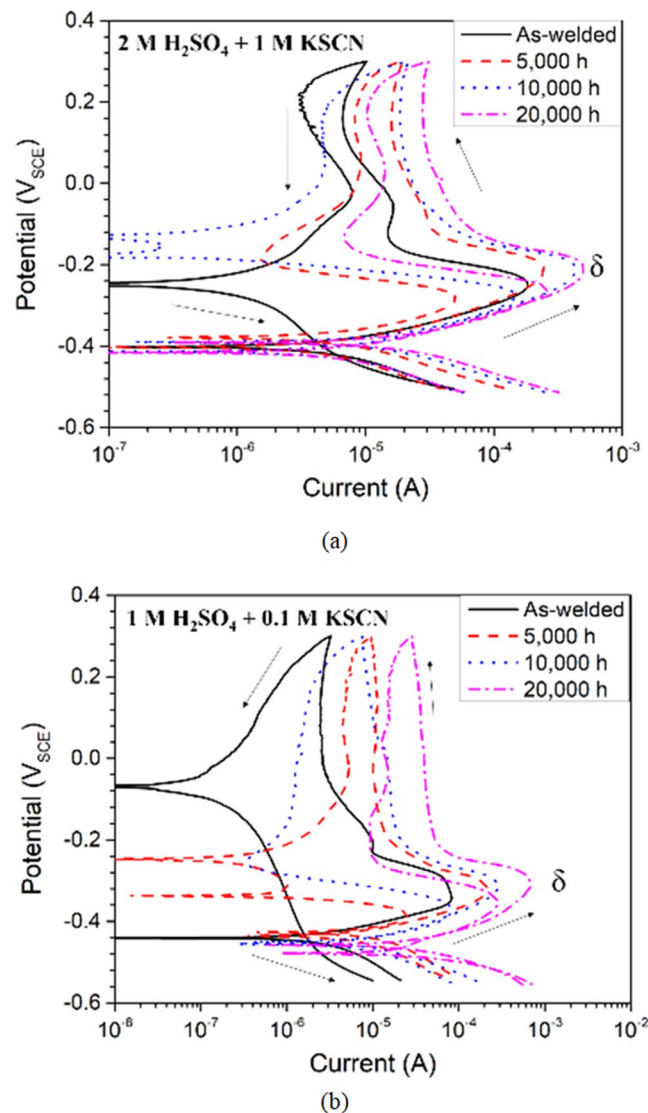 2 M H₂SO₄ + 1 M KSCN
As-welded
5,000 h
10,000 h
20,000 h
δ
Potential (V_SCE)
0.4
0.2
0.0
-0.2
-0.4
-0.6
10⁻⁷ 10⁻⁶ 10⁻⁵ 10⁻⁴ 10⁻³
Current (A)
(a)
1 M H₂SO₄ + 0.1 M KSCN
As-welded
5,000 h
10,000 h
20,000 h
δ
Potential (V_SCE)
0.4
0.2
0.0
-0.2
-0.4
-0.6
10⁻⁸ 10⁻⁷ 10⁻⁶ 10⁻⁵ 10⁻⁴ 10⁻³ 10⁻²
Current (A)
(b)